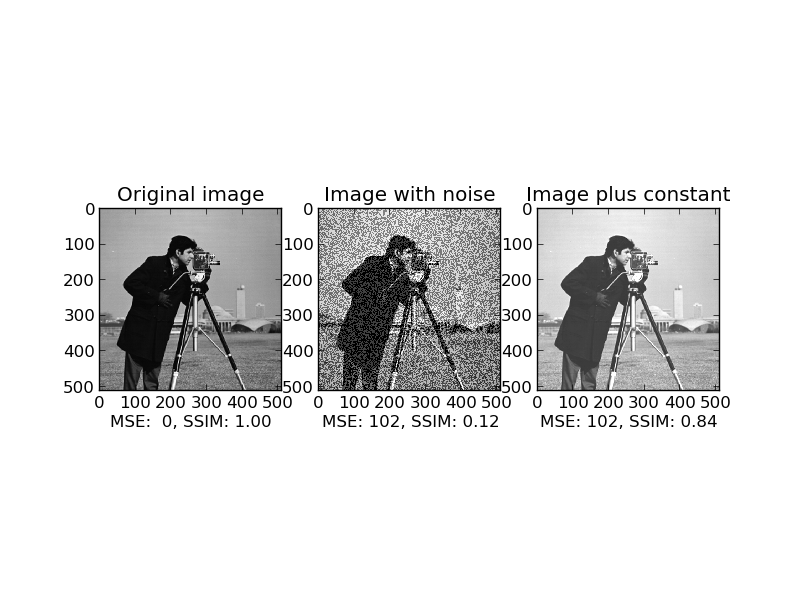 Original image
Image with noise
Image plus constant
0
100
200
300
400
500
0 100 200 300 400 500
MSE:  0, SSIM: 1.00
0
100
200
300
400
500
0 100 200 300 400 500
MSE: 102, SSIM: 0.12
0
100
200
300
400
500
0 100 200 300 400 500
MSE: 102, SSIM: 0.84